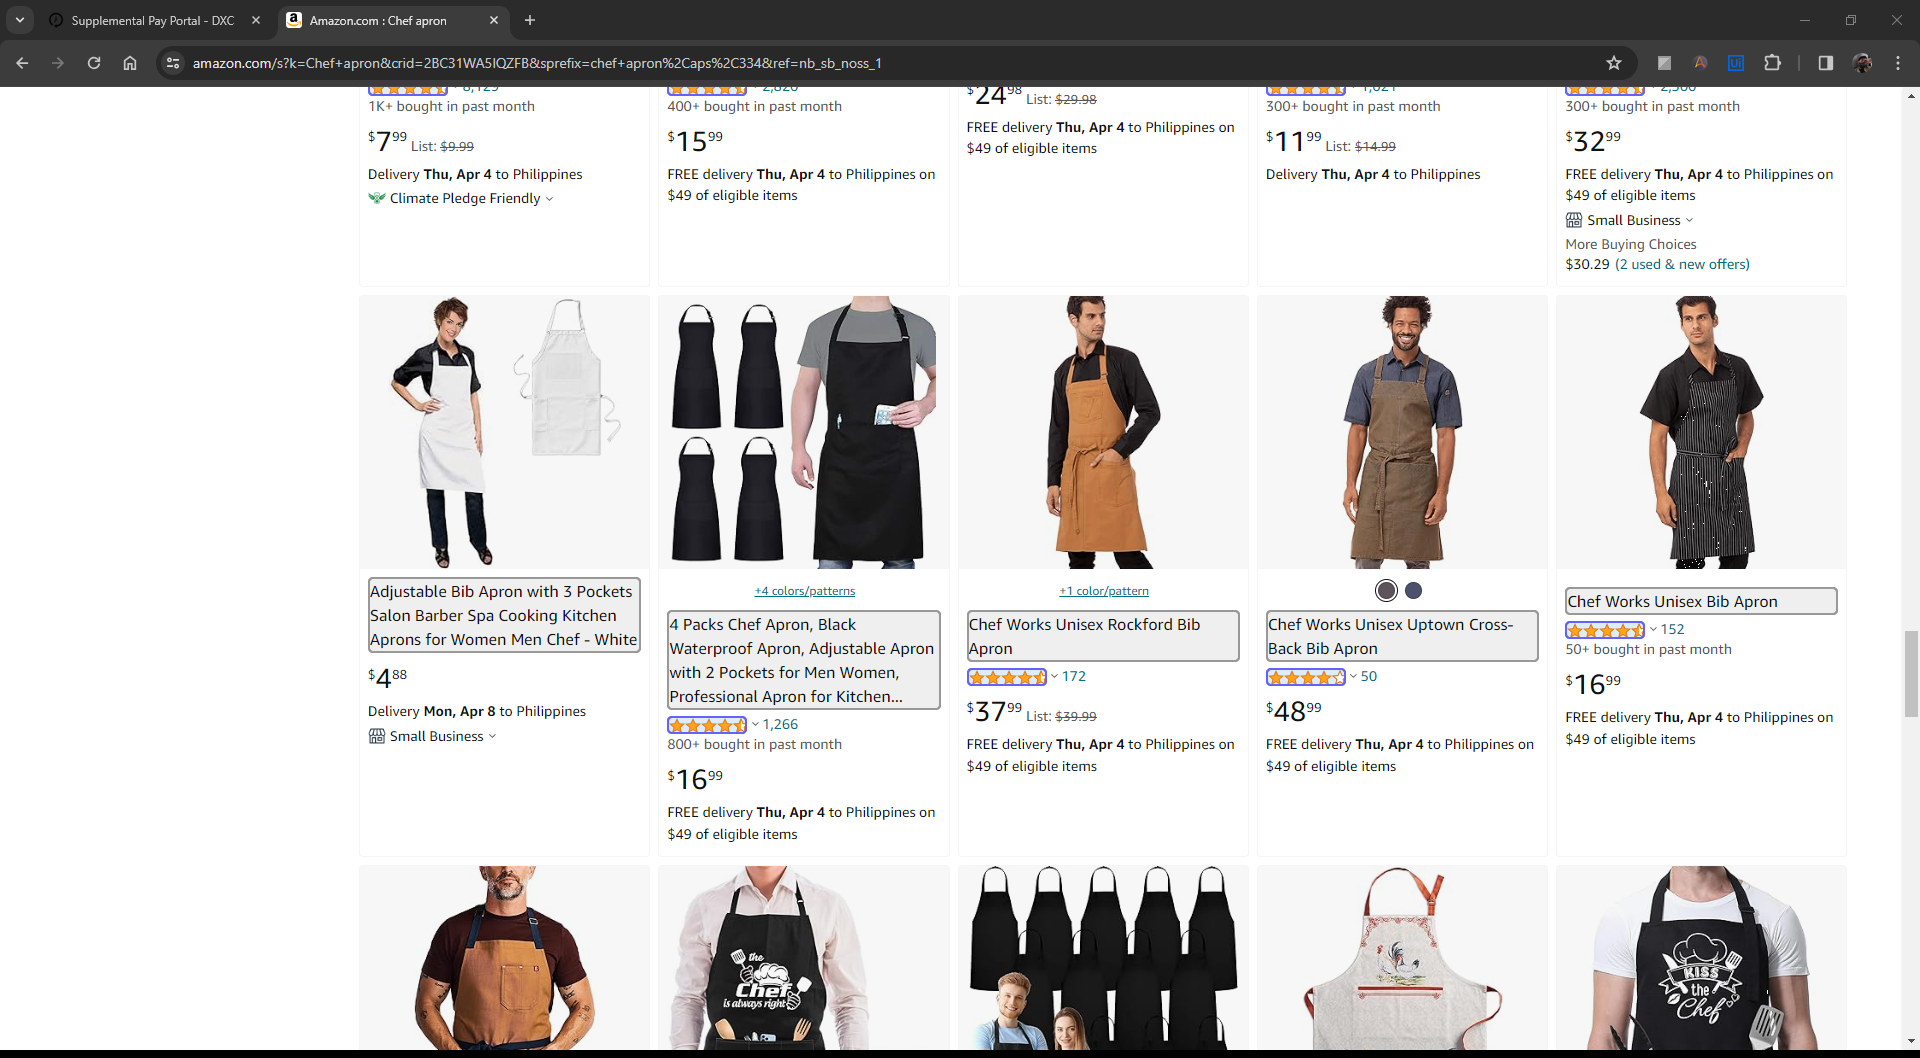 Supplemental Pay Portal - DXC
Amazon.com : Chef apron
amazon.com/s?k=Chef+apron&crid=2BC31WA5IQZFB&sprefix=chef+apron%2Caps%2C334&ref=nb_sb_noss_1
1K+ bought in past month
$7.99 List: $9.99
Delivery Thu, Apr 4 to Philippines
Climate Pledge Friendly
400+ bought in past month
$15.99
FREE delivery Thu, Apr 4 to Philippines on
$49 of eligible items
$24.98 List: $29.98
FREE delivery Thu, Apr 4 to Philippines on
$49 of eligible items
300+ bought in past month
$11.99 List: $14.99
Delivery Thu, Apr 4 to Philippines
300+ bought in past month
$32.99
FREE delivery Thu, Apr 4 to Philippines on
$49 of eligible items
Small Business
More Buying Choices
$30.29 (2 used & new offers)
Adjustable Bib Apron with 3 Pockets
Salon Barber Spa Cooking Kitchen
Aprons for Women Men Chef - White
$4.88
Delivery Mon, Apr 8 to Philippines
Small Business
+4 colors/patterns
4 Packs Chef Apron, Black
Waterproof Apron, Adjustable Apron
with 2 Pockets for Men Women,
Professional Apron for Kitchen...
1,266
800+ bought in past month
$16.99
FREE delivery Thu, Apr 4 to Philippines on
$49 of eligible items
+1 color/pattern
Chef Works Unisex Rockford Bib
Apron
172
$37.99 List: $39.99
FREE delivery Thu, Apr 4 to Philippines on
$49 of eligible items
Chef Works Unisex Uptown Cross-
Back Bib Apron
50
$48.99
FREE delivery Thu, Apr 4 to Philippines on
$49 of eligible items
Chef Works Unisex Bib Apron
152
50+ bought in past month
$16.99
FREE delivery Thu, Apr 4 to Philippines on
$49 of eligible items
the
Chef
is always right
KISS
the
Chef